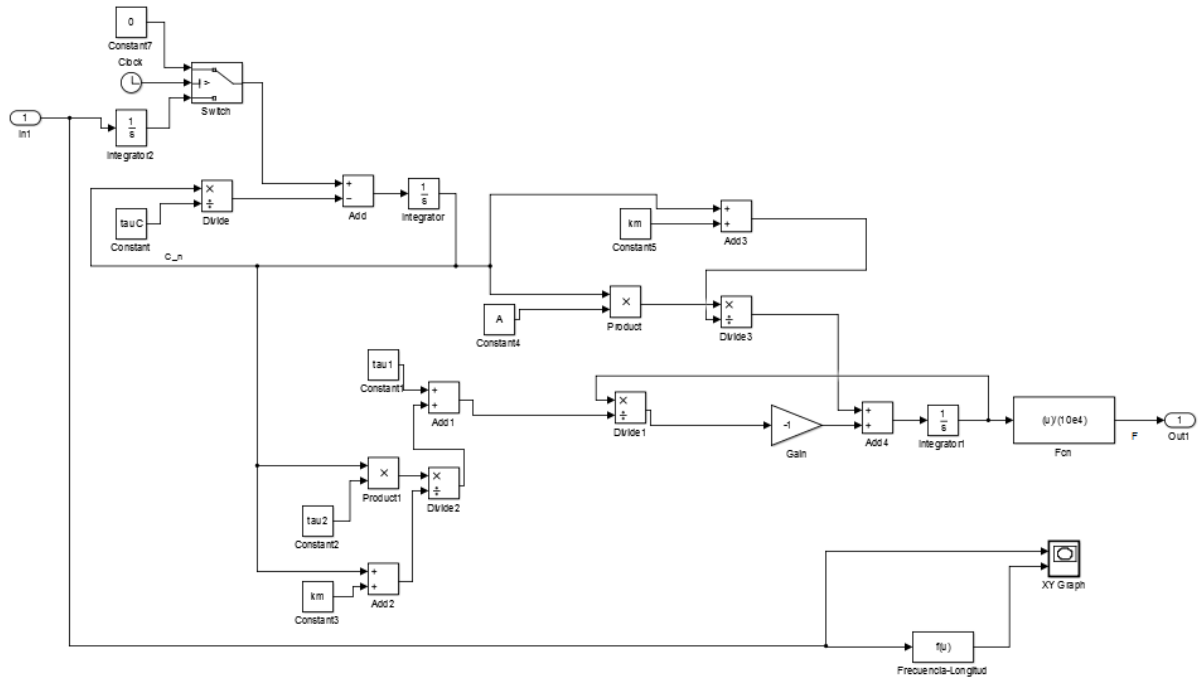 0
Constant7
Clock
Switch
1
In1
1
s
Integrator2
×
÷
Divide
tauC
Constant
+
−
Add
1
s
Integrator
C_n
km
Constant5
+
+
Add3
A
Constant4
×
Product
×
÷
Divide3
tau1
Constant1
+
+
Add1
×
÷
Divide1
-1
Gain
+
+
Add4
1
s
Integrator1
(u)/(10e4)
Fcn
F
1
Out1
×
Product1
×
÷
Divide2
tau2
Constant2
km
Constant3
+
+
Add2
XY Graph
f(u)
Frecuencia-Longitud